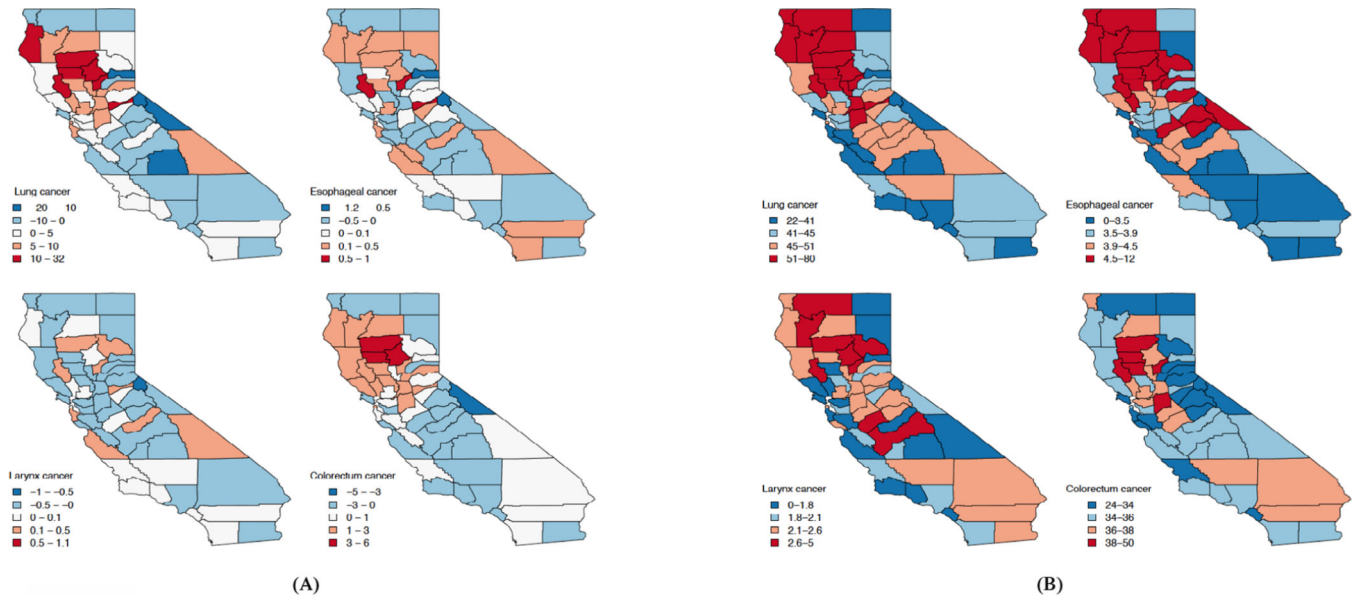 Lung cancer
20 10
−10 − 0
0 − 5
5 − 10
10 − 32
Esophageal cancer
1.2 0.5
−0.5 − 0
0 − 0.1
0.1 − 0.5
0.5 − 1
Larynx cancer
−1 − −0.5
−0.5 − −0
0 − 0.1
0.1 − 0.5
0.5 − 1.1
Colorectum cancer
−5 − −3
−3 − 0
0 − 1
1 − 3
3 − 6
(A)
Lung cancer
22−41
41−45
45−51
51−80
Esophageal cancer
0−3.5
3.5−3.9
3.9−4.5
4.5−12
Larynx cancer
0−1.8
1.8−2.1
2.1−2.6
2.6−5
Colorectum cancer
24−34
34−36
36−38
38−50
(B)